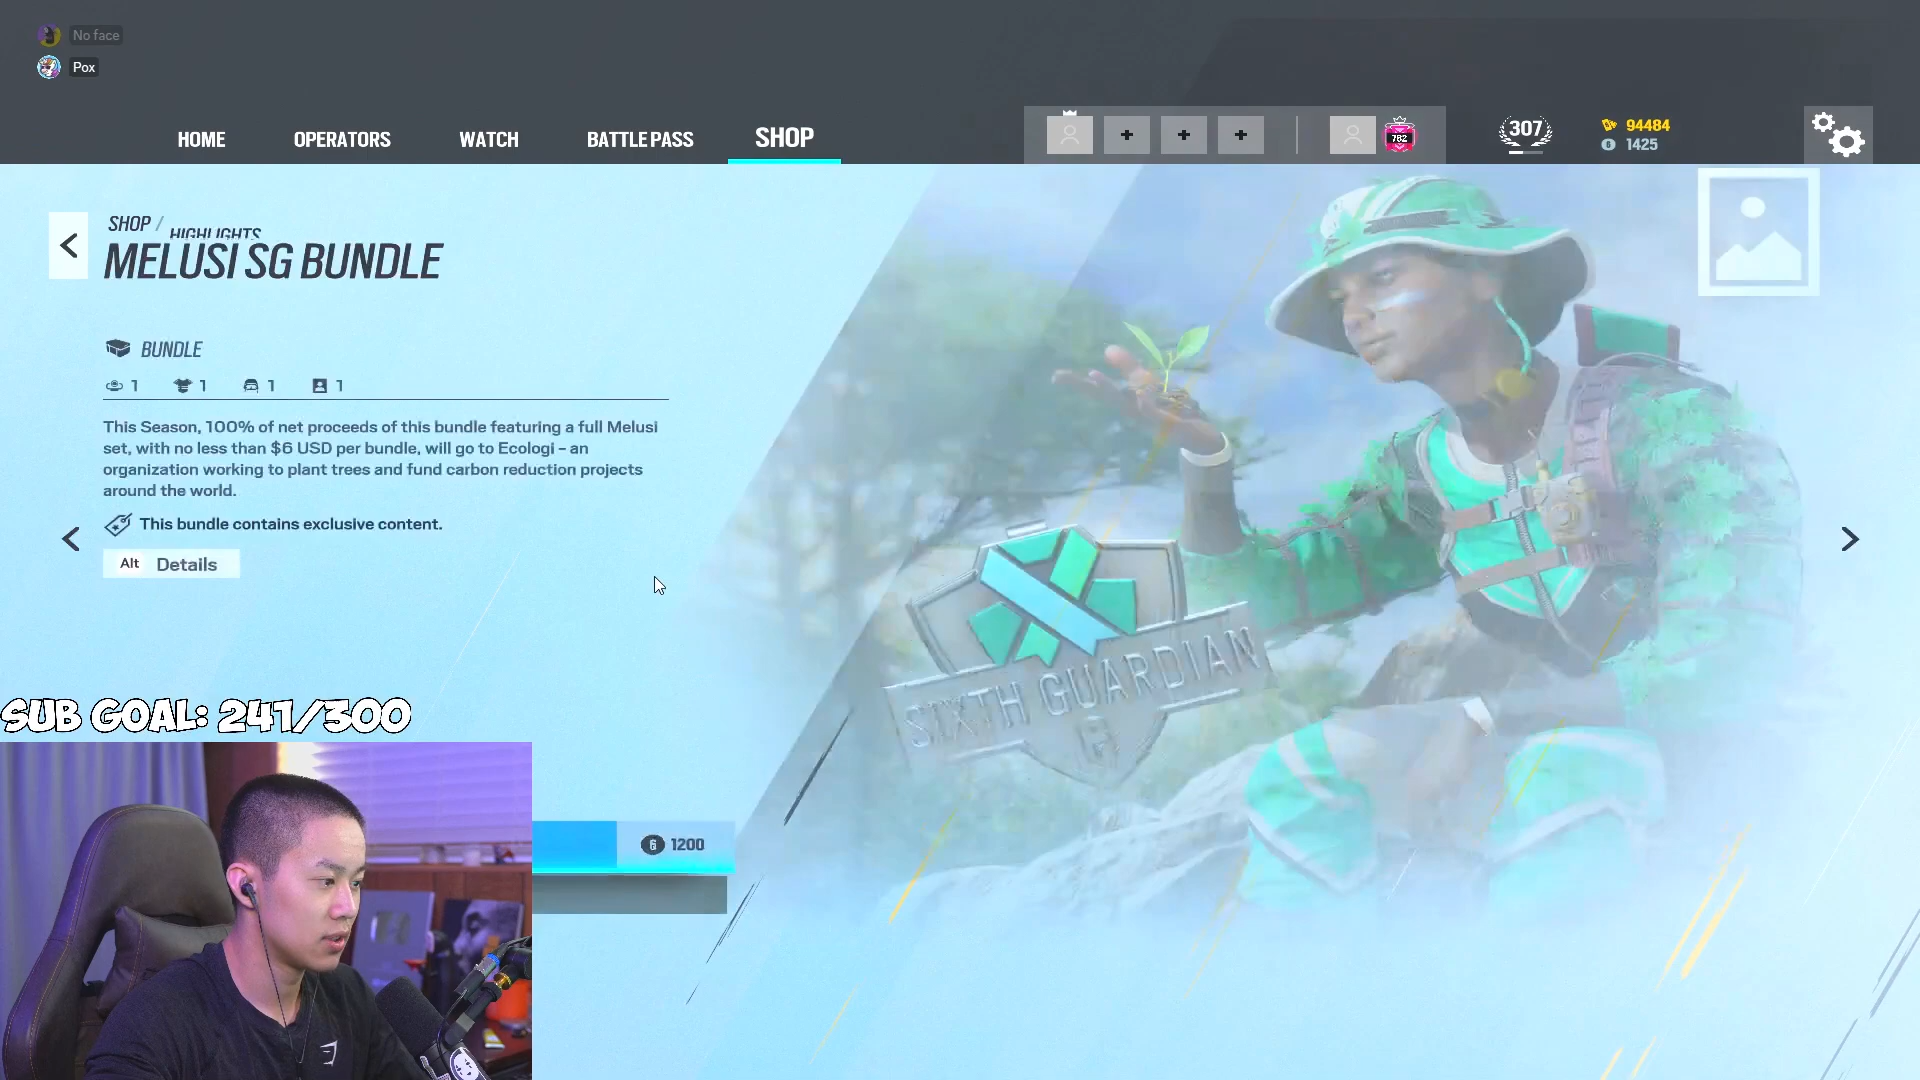 No face
Pox
HOME
OPERATORS
WATCH
BATTLE PASS
SHOP
+
+
+
782
307
94484
1425
SHOP /
HIGHLIGHTS
MELUSI SG BUNDLE
BUNDLE
1
1
1
1
This Season, 100% of net proceeds of this bundle featuring a full Melusi
set, with no less than $6 USD per bundle, will go to Ecologi – an
organization working to plant trees and fund carbon reduction projects
around the world.
This bundle contains exclusive content.
Alt Details
SIXTH GUARDIAN
6
SUB GOAL: 241/300
6 1200